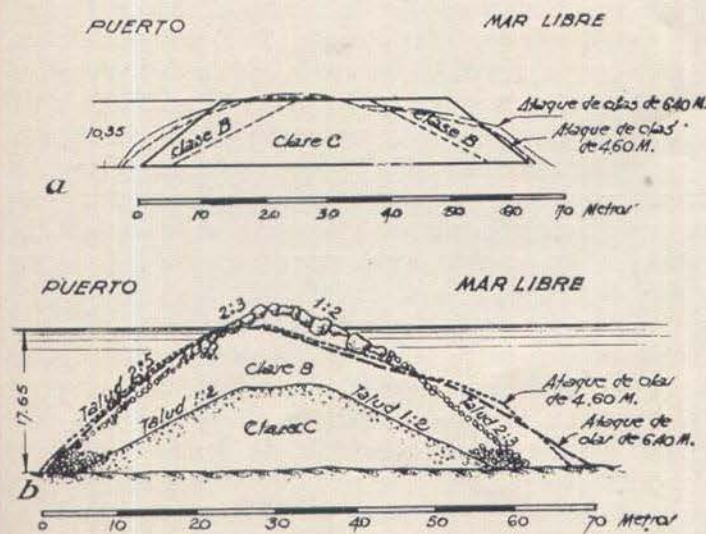 PUERTO MAR LIBRE
10,35
clase B
Clase C
clase B
Ataque de olas de 6.40 M.
Ataque de olas
de 4,60 M.
a
0 10 20 30 40 50 60 70 Metros
PUERTO MAR LIBRE
2:3 1:2
17.65
Talud 2:5
Talud 1:2
Clase B
Clase C
Talud 1:2
Talud 2:3
Ataque de olas
de 4,60 M.
Ataque de
olas de 6.40 M.
b
0 10 20 30 40 50 60 70 Metros